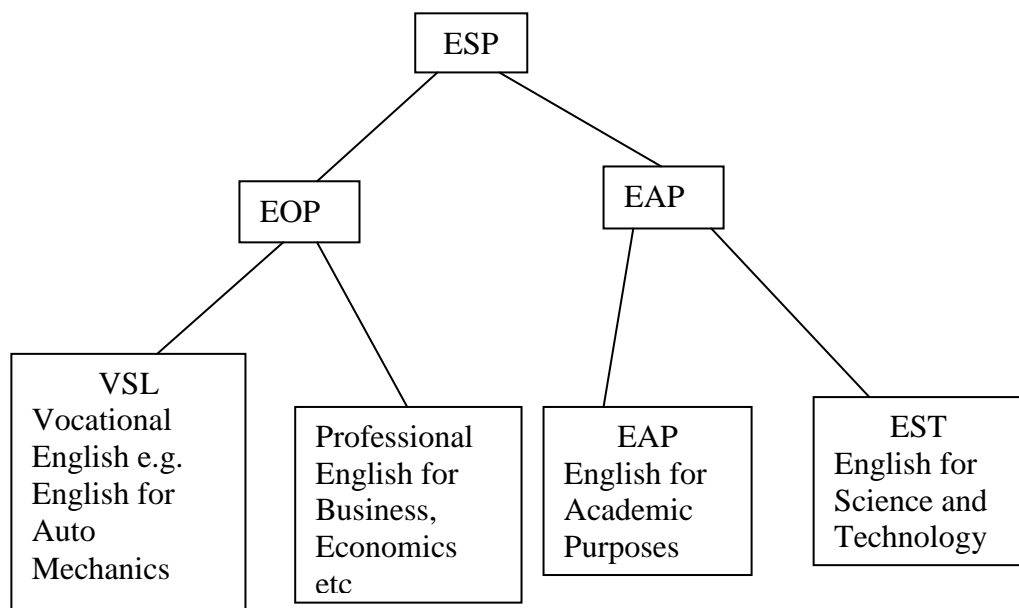 ESP
EOP
EAP
VSL
Vocational
English e.g.
English for
Auto
Mechanics
Professional
English for
Business,
Economics
etc
EAP
English for
Academic
Purposes
EST
English for
Science and
Technology